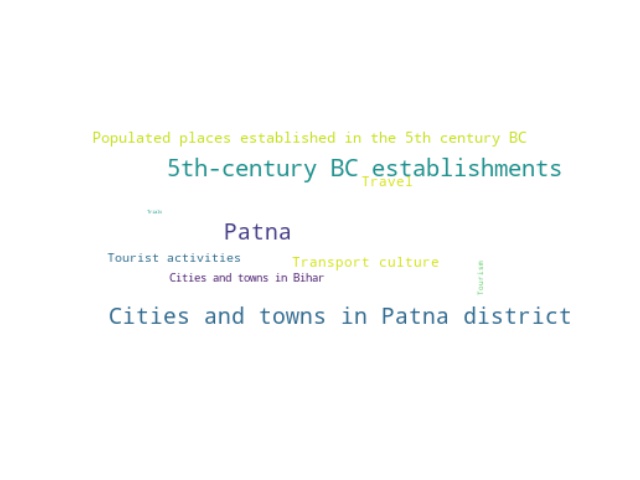 Populated places established in the 5th century BC
5th-century BC establishments
Travel
Patna
Tourist activities
Transport culture
Cities and towns in Bihar
Tourism
Cities and towns in Patna district